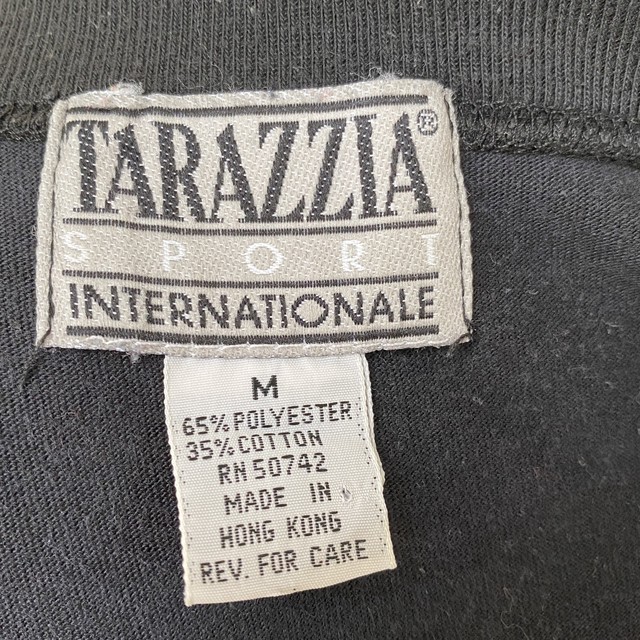 TARAZZIA®
SPORT
INTERNATIONALE
M
65% POLYESTER
35% COTTON
RN 50742
MADE IN
HONG KONG
REV. FOR CARE